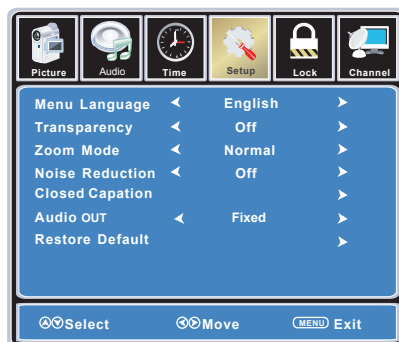 Picture Audio Time Setup Lock Channel
Menu Language English
Transparency Off
Zoom Mode Normal
Noise Reduction Off
Closed Capation
Audio OUT Fixed
Restore Default
Select Move MENU Exit